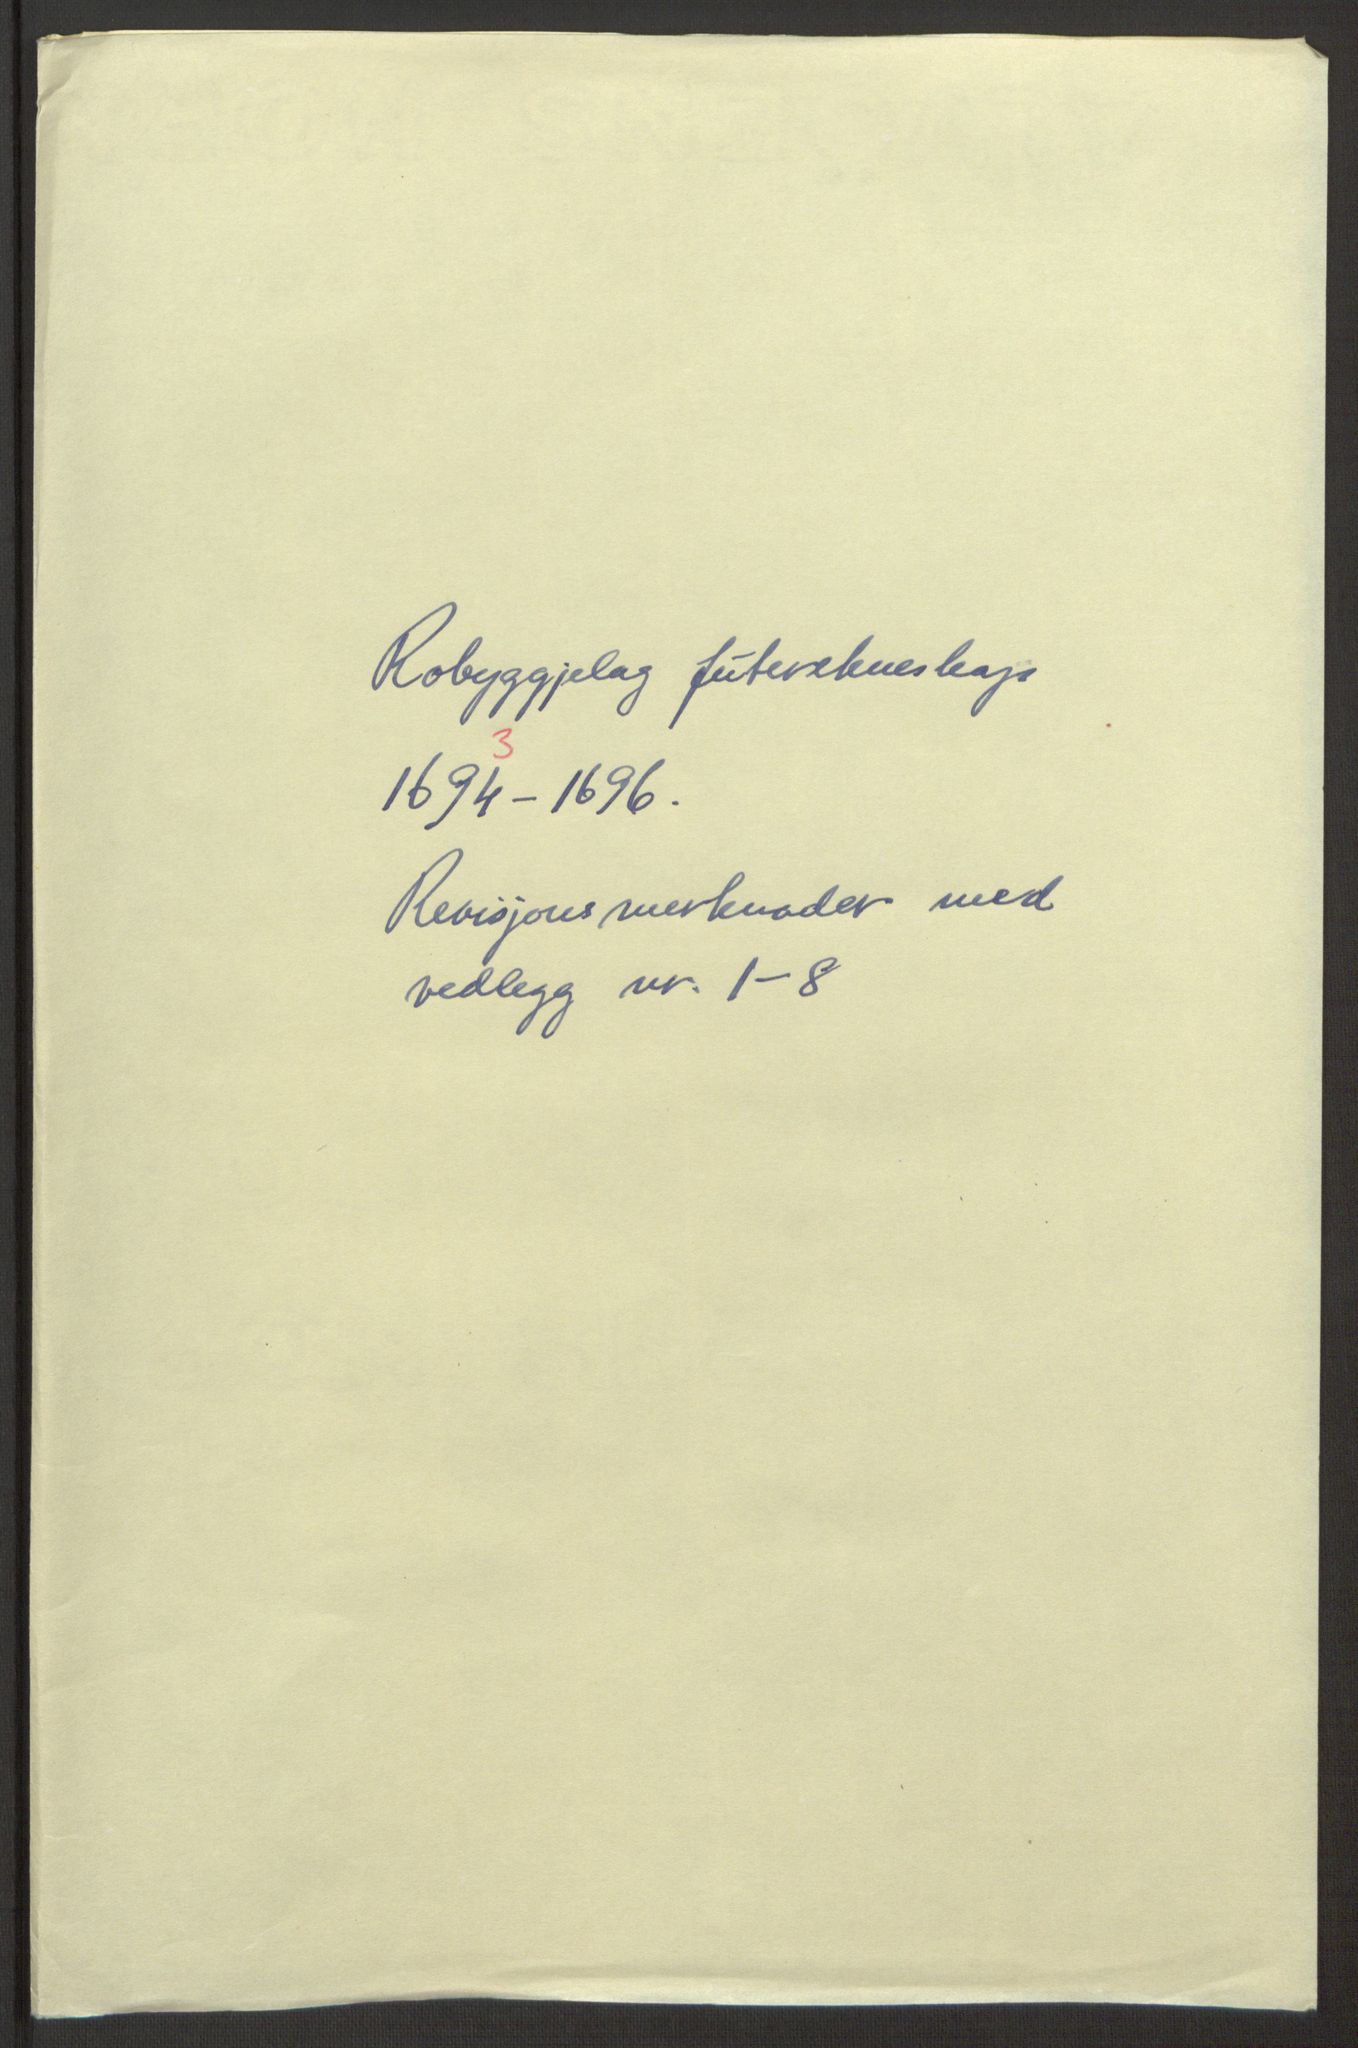 Robyggjelag futerekneskap
3
1694-1696.
Revisjonsmerknader med
vedlegg nr. 1-8